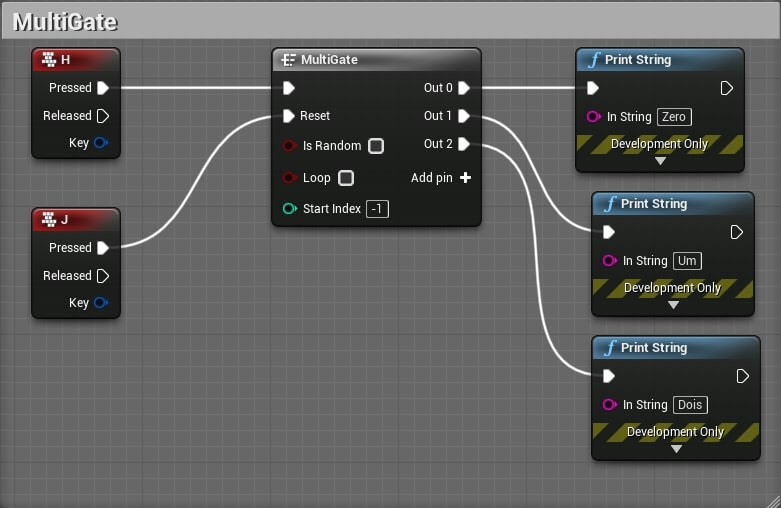 MultiGate
H
Pressed
Released
Key
J
Pressed
Released
Key
MultiGate
Out 0
Reset
Out 1
Is Random
Out 2
Loop
Add pin
Start Index -1
Print String
In String Zero
Development Only
Print String
In String Um
Development Only
Print String
In String Dois
Development Only